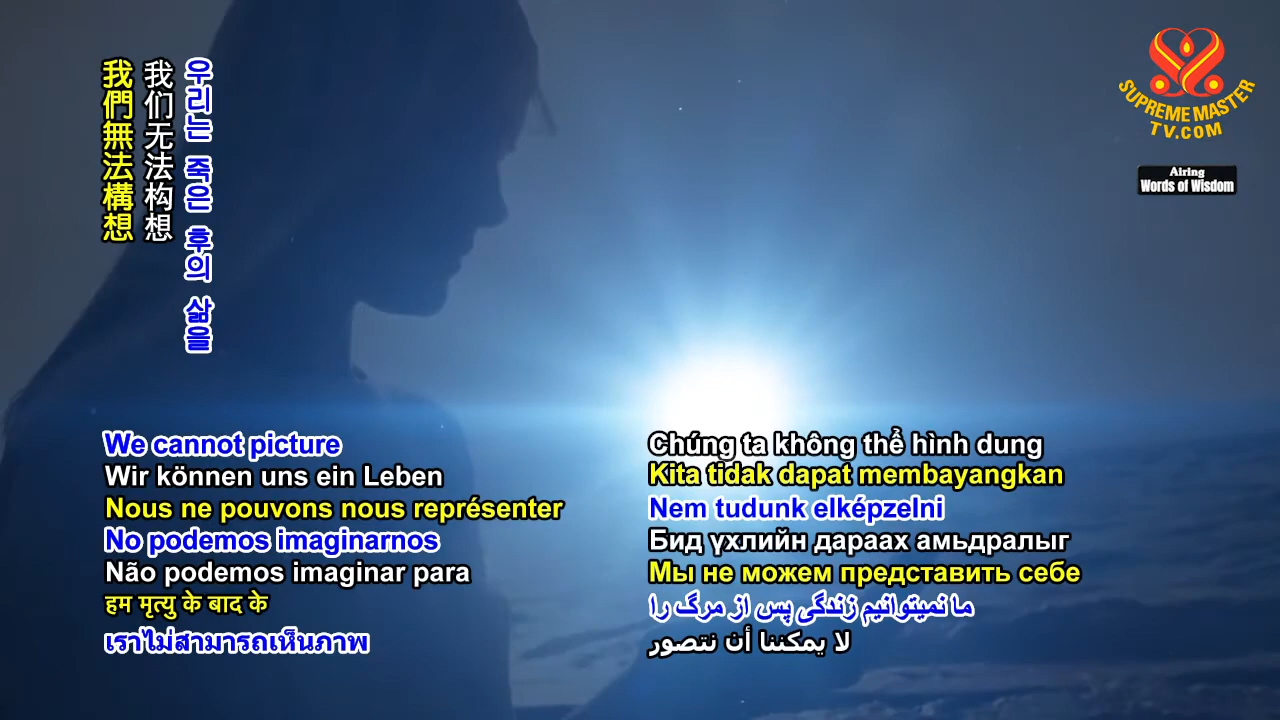 我們無法構想
我们无法构想
우리는 죽은 후의 삶을
SUPREME MASTER
TV.COM
Airing
Words of Wisdom
We cannot picture
Wir können uns ein Leben
Nous ne pouvons nous représenter
No podemos imaginarnos
Não podemos imaginar para
हम मृत्यु के बाद के
เราไม่สามารถเห็นภาพ
Chúng ta không thể hình dung
Kita tidak dapat membayangkan
Nem tudunk elképzelni
Бид үхлийн дараах амьдралыг
Мы не можем представить себе
ما نمیتوانیم زندگی پس از مرگ را
لا يمكننا أن نتصور